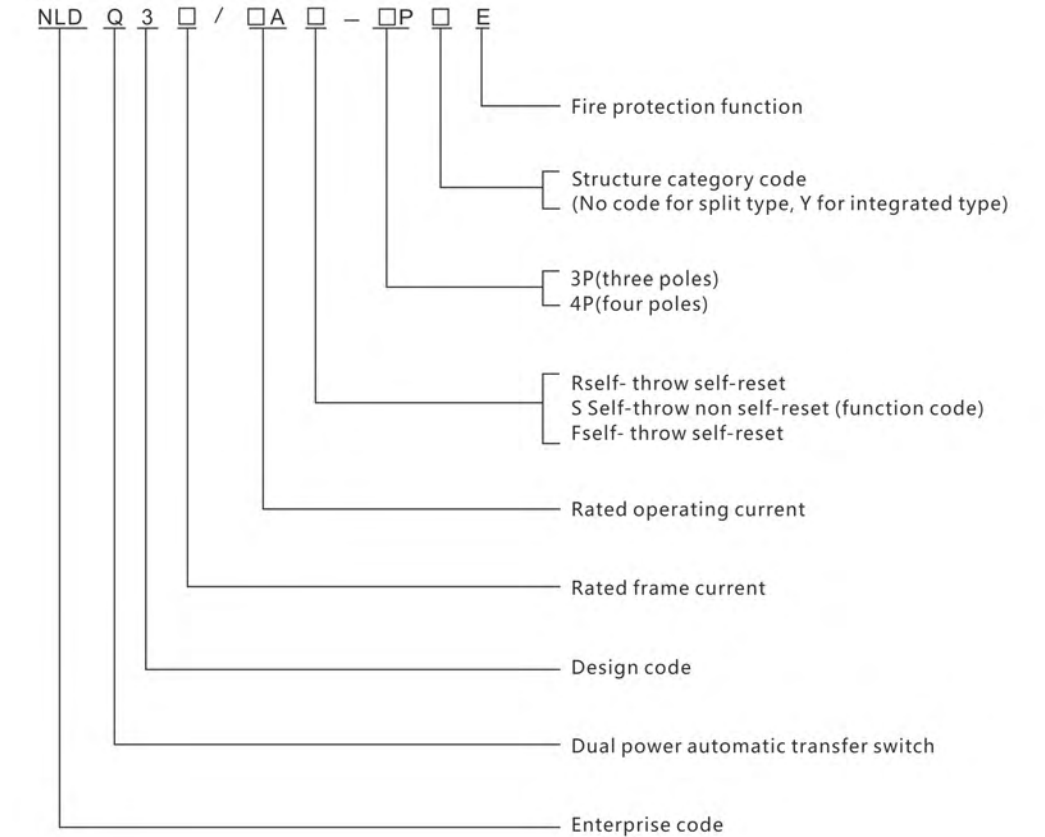 NLD Q 3 □ / □A □ – □P □ E
Fire protection function
Structure category code
(No code for split type, Y for integrated type)
3P(three poles)
4P(four poles)
Rself- throw self-reset
S Self-throw non self-reset (function code)
Fself- throw self-reset
Rated operating current
Rated frame current
Design code
Dual power automatic transfer switch
Enterprise code